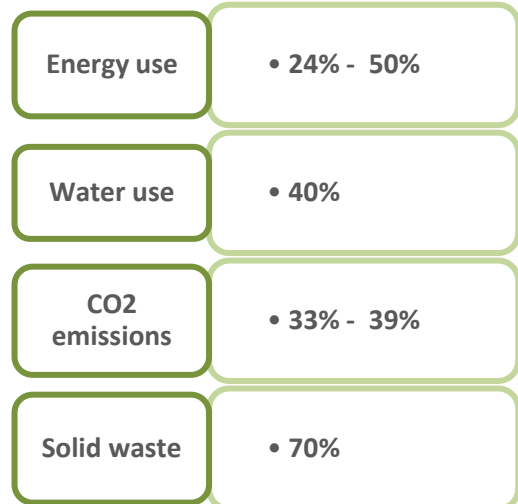 Energy use
• 24% - 50%
Water use
• 40%
CO2
emissions
• 33% - 39%
Solid waste
• 70%